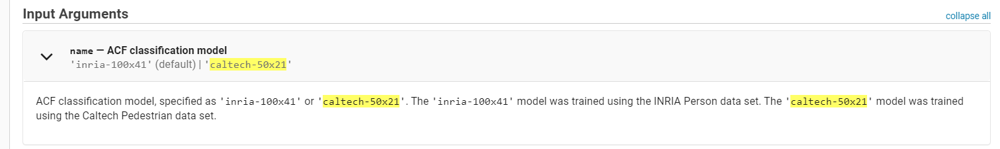 Input Arguments
collapse all
name — ACF classification model
'inria-100x41' (default) | 'caltech-50x21'
ACF classification model, specified as 'inria-100x41' or 'caltech-50x21'. The 'inria-100x41' model was trained using the INRIA Person data set. The 'caltech-50x21' model was trained
using the Caltech Pedestrian data set.